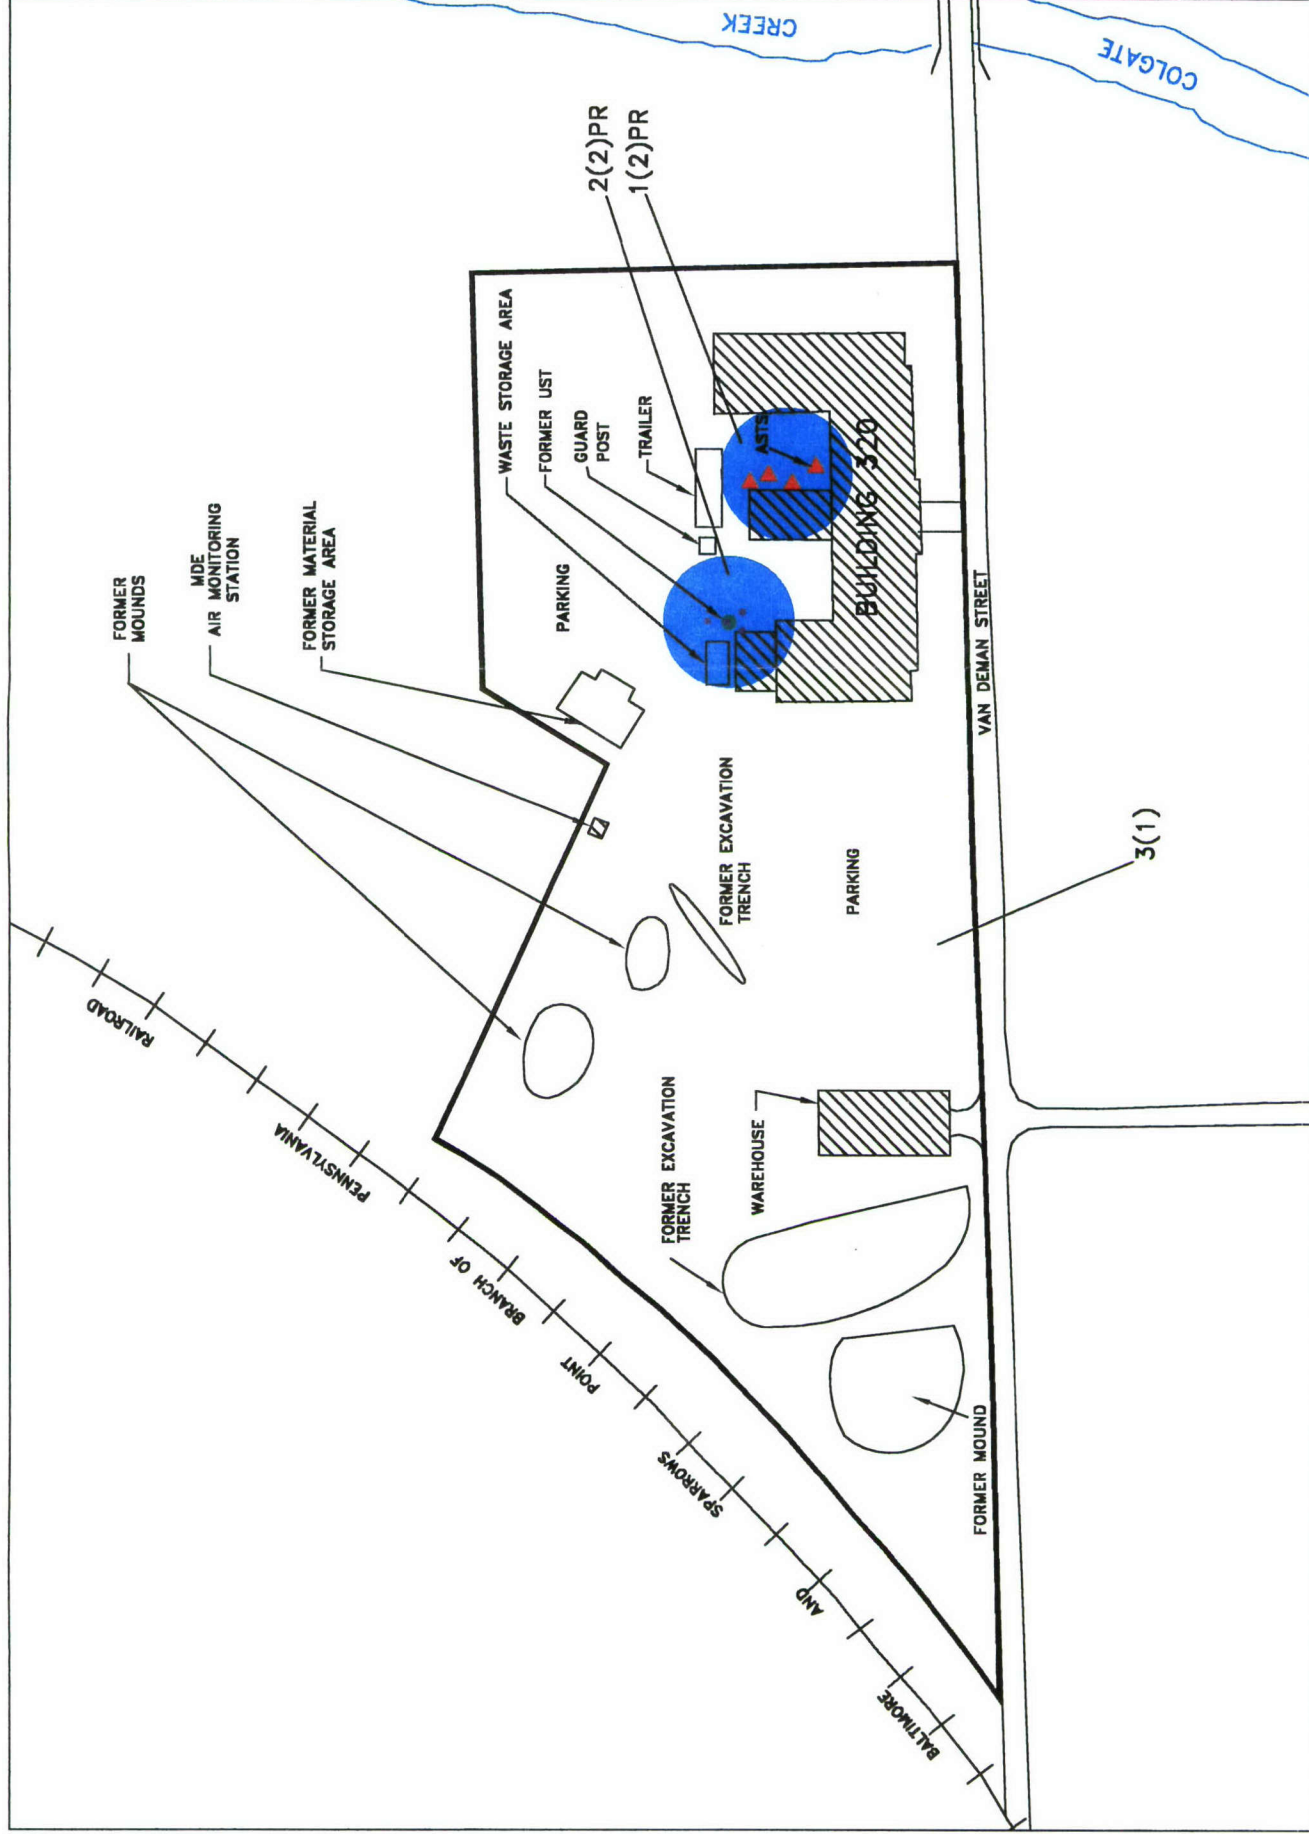 CREEK
COLGATE
2(2)PR
1(2)PR
WASTE STORAGE AREA
FORMER UST
GUARD
POST
TRAILER
ASTS
BUILDING 320
FORMER
MOUNDS
MDE
AIR MONITORING
STATION
FORMER MATERIAL
STORAGE AREA
PARKING
VAN DEMAN STREET
FORMER EXCAVATION
TRENCH
PARKING
3(1)
FORMER EXCAVATION
TRENCH
WAREHOUSE
FORMER MOUND
BALTIMORE
AND
SPARROWS
POINT
BRANCH OF
PENNSYLVANIA
RAILROAD